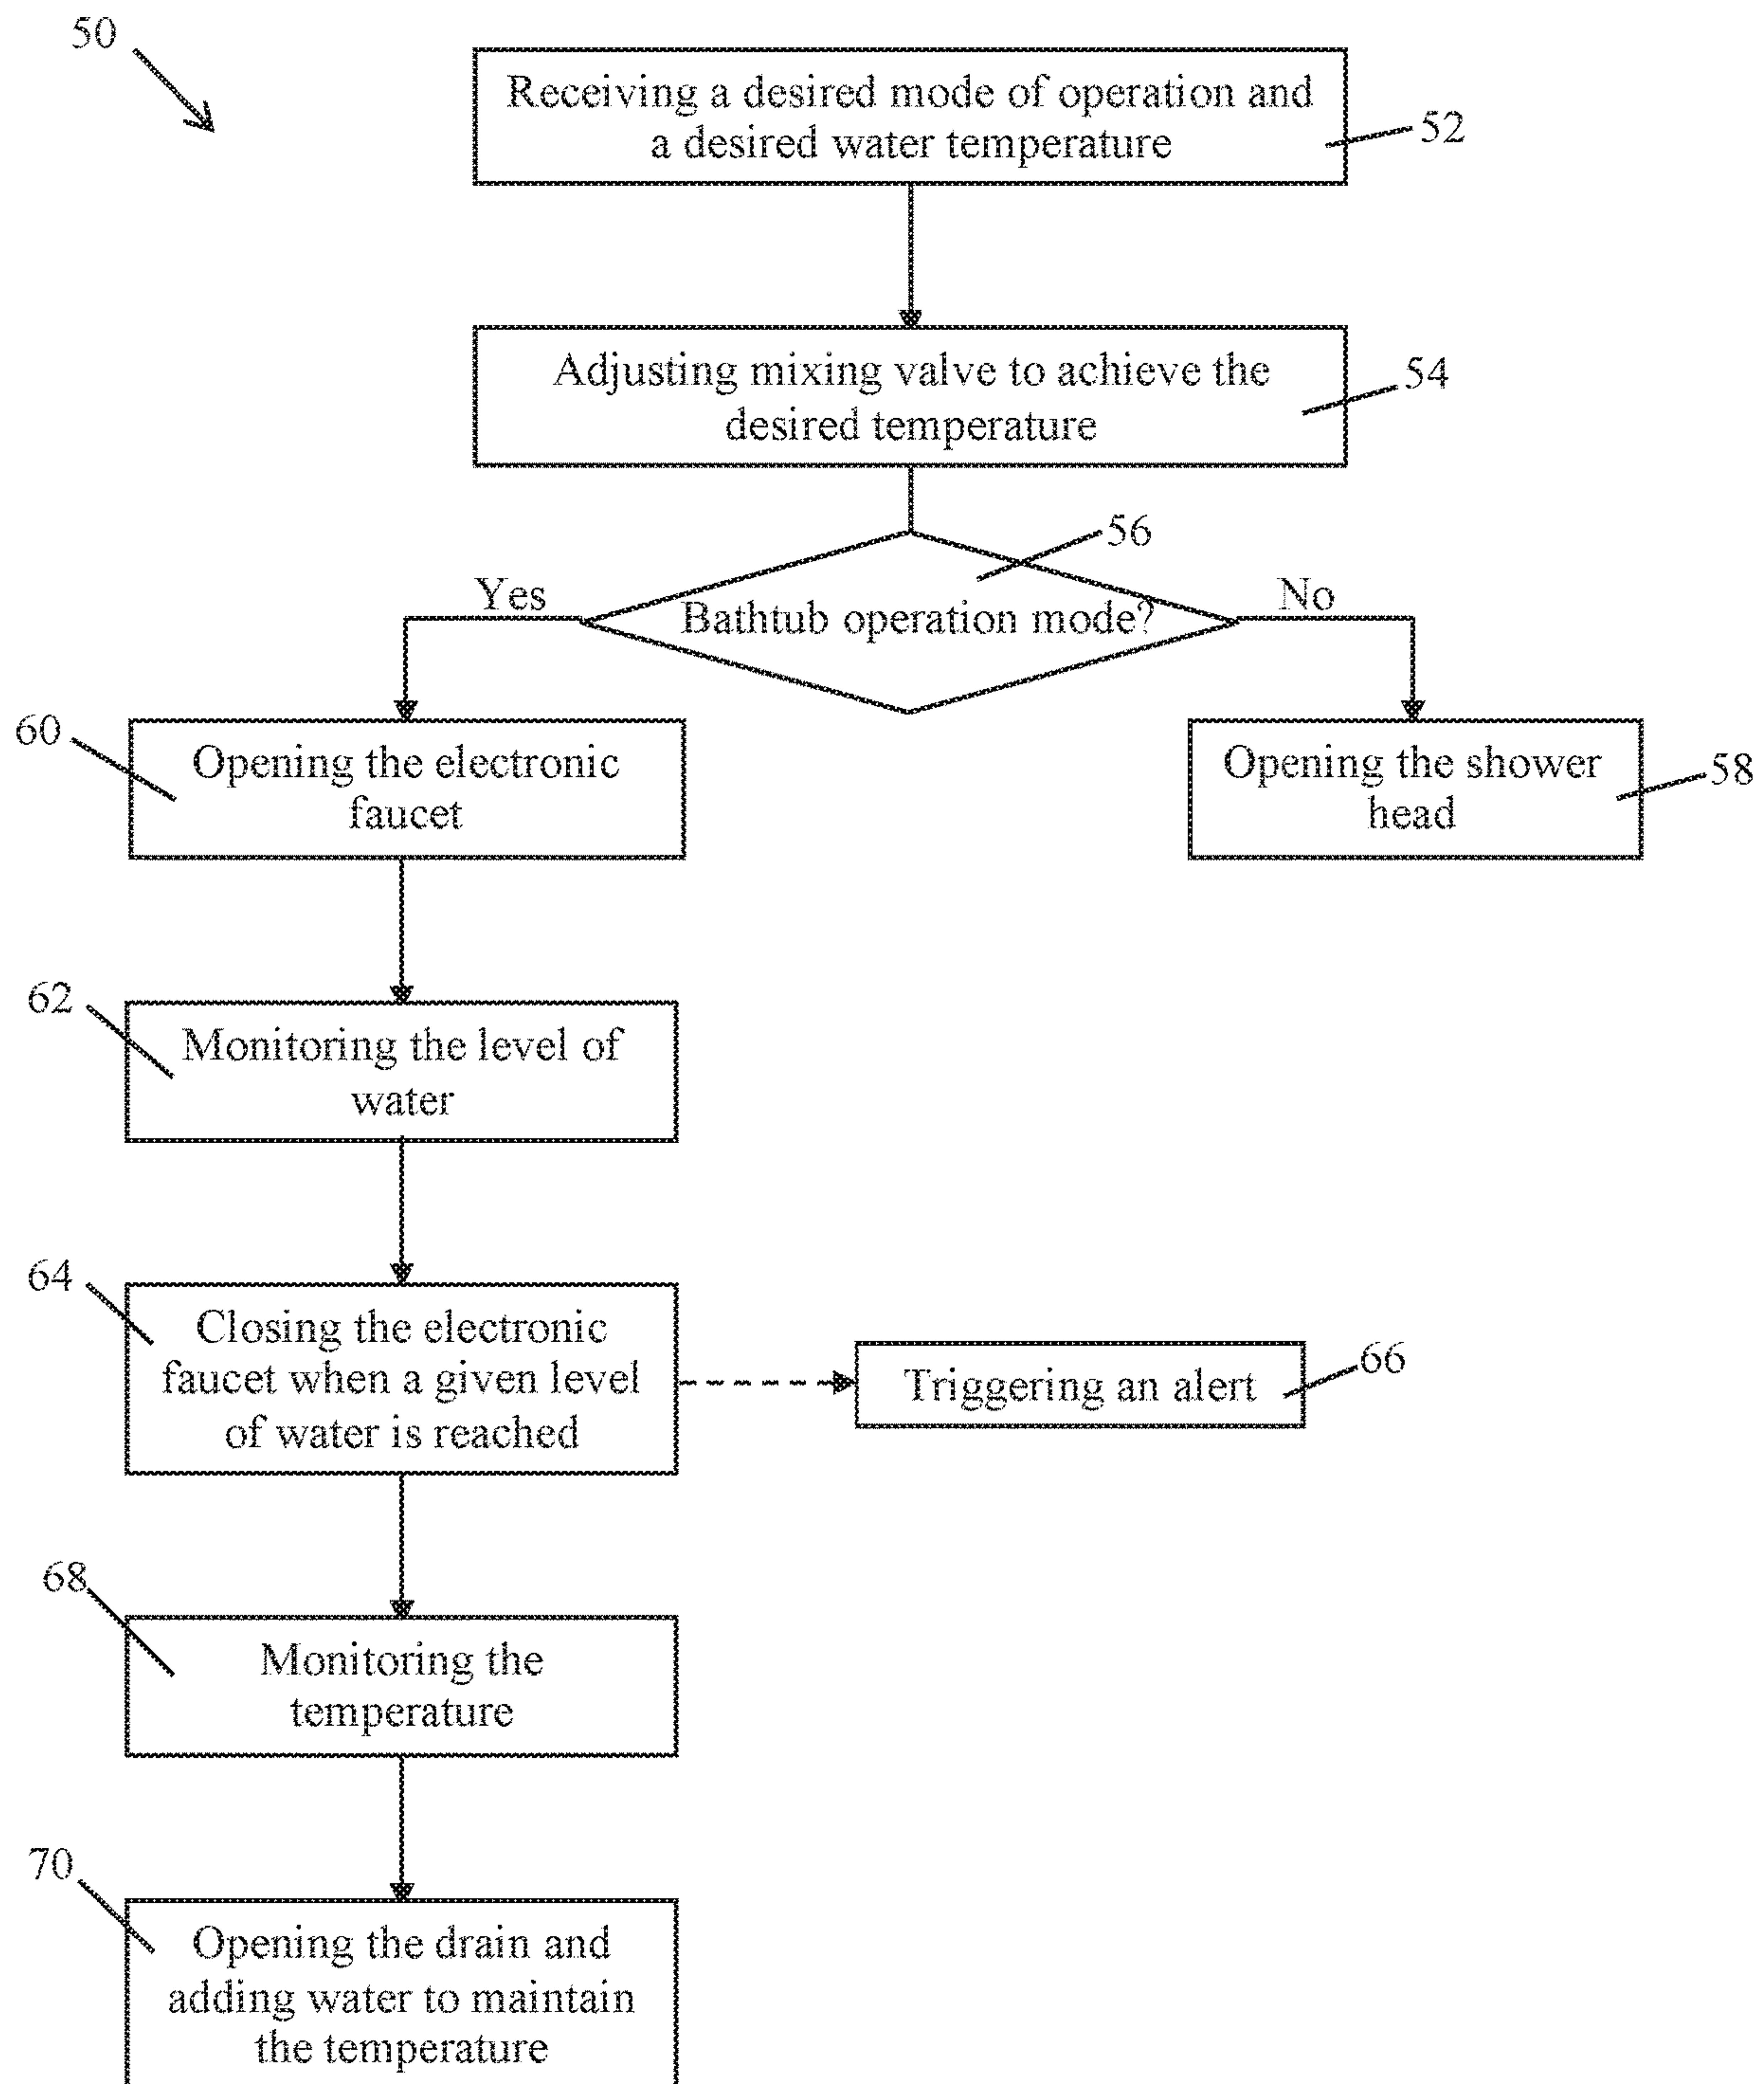 50
Receiving a desired mode of operation and
a desired water temperature
52
Adjusting mixing valve to achieve the
desired temperature
54
56
Yes
Bathtub operation mode?
No
60
Opening the electronic
faucet
Opening the shower
head
58
62
Monitoring the level of
water
64
Closing the electronic
faucet when a given level
of water is reached
Triggering an alert
66
68
Monitoring the
temperature
70
Opening the drain and
adding water to maintain
the temperature